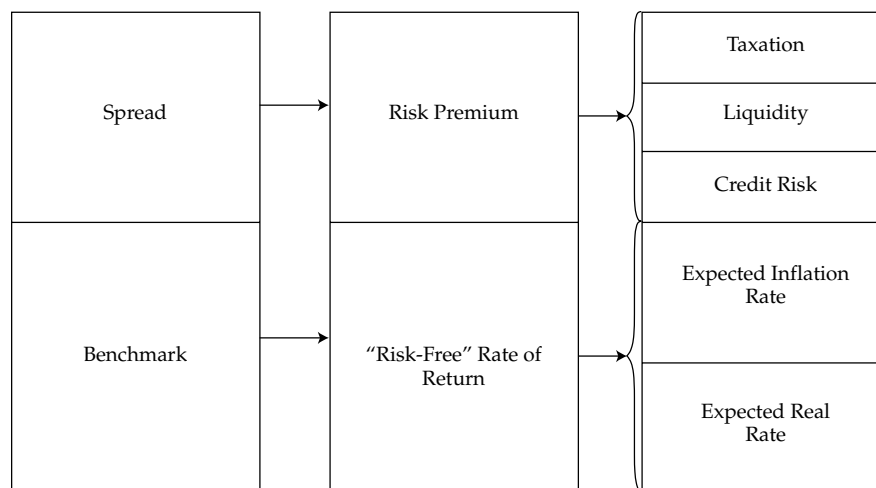 Spread
Risk Premium
Taxation
Liquidity
Credit Risk
Benchmark
“Risk-Free” Rate of
Return
Expected Inflation
Rate
Expected Real
Rate